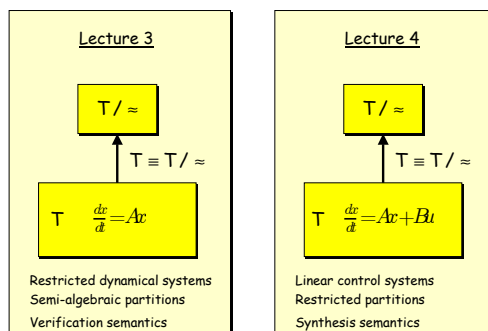 Lecture 3
T / ≈
T ≡ T / ≈
T dx/dt = Ax
Restricted dynamical systems
Semi-algebraic partitions
Verification semantics
Lecture 4
T / ≈
T ≡ T / ≈
T dx/dt = Ax + Bu
Linear control systems
Restricted partitions
Synthesis semantics